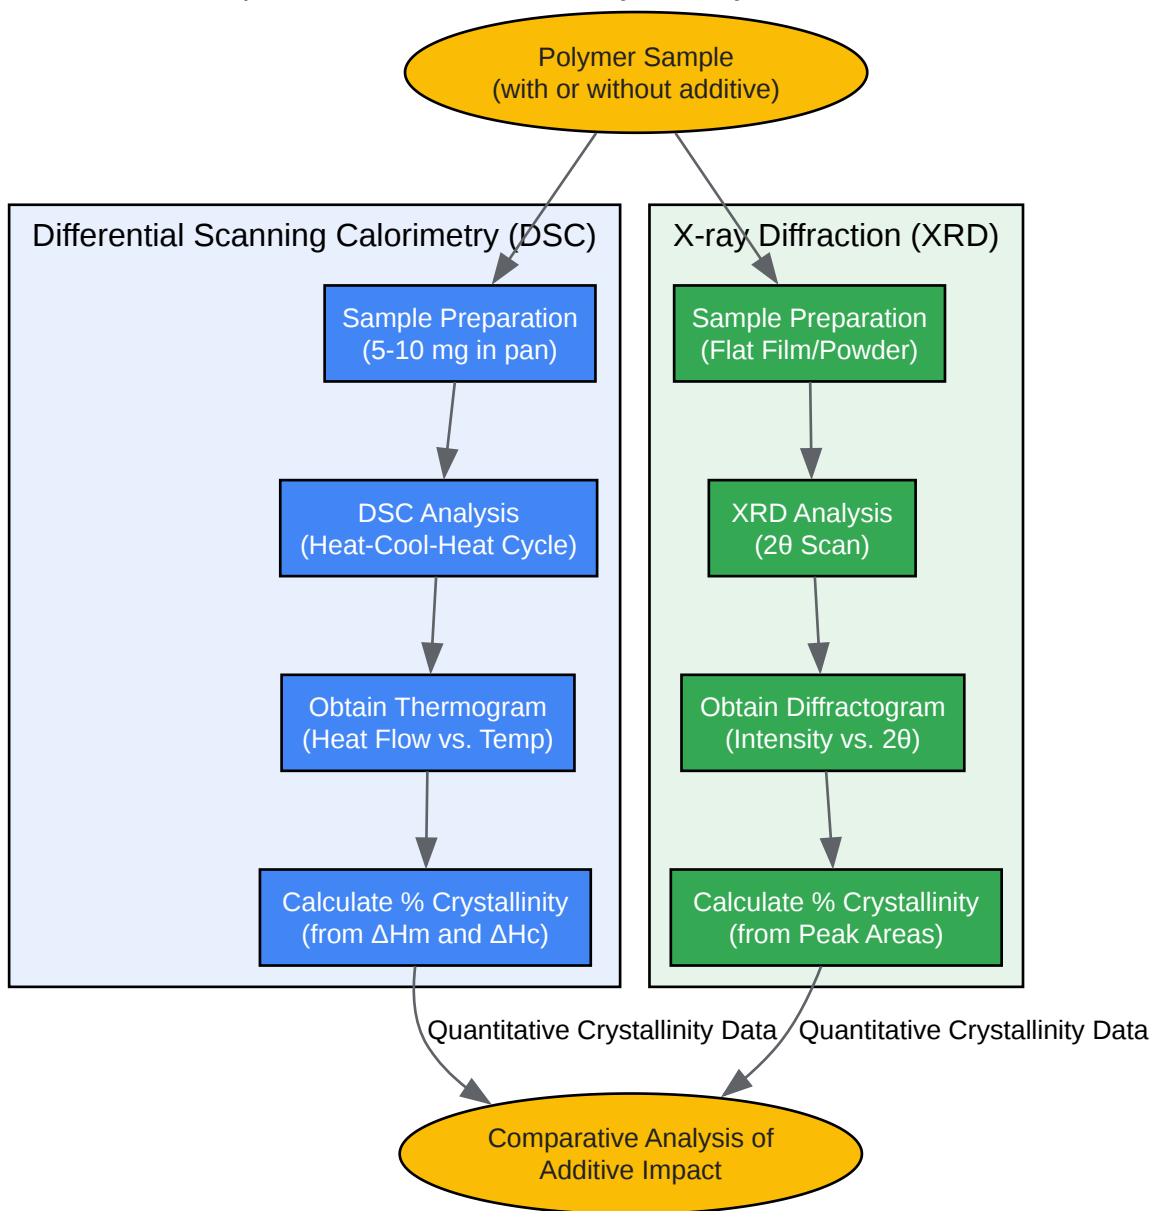 Polymer Sample
(with or without additive)
Differential Scanning Calorimetry (DSC)
Sample Preparation
(5-10 mg in pan)
DSC Analysis
(Heat-Cool-Heat Cycle)
Obtain Thermogram
(Heat Flow vs. Temp)
Calculate % Crystallinity
(from ΔHm and ΔHc)
X-ray Diffraction (XRD)
Sample Preparation
(Flat Film/Powder)
XRD Analysis
(2θ Scan)
Obtain Diffractogram
(Intensity vs. 2θ)
Calculate % Crystallinity
(from Peak Areas)
Quantitative Crystallinity Data
Quantitative Crystallinity Data
Comparative Analysis of
Additive Impact